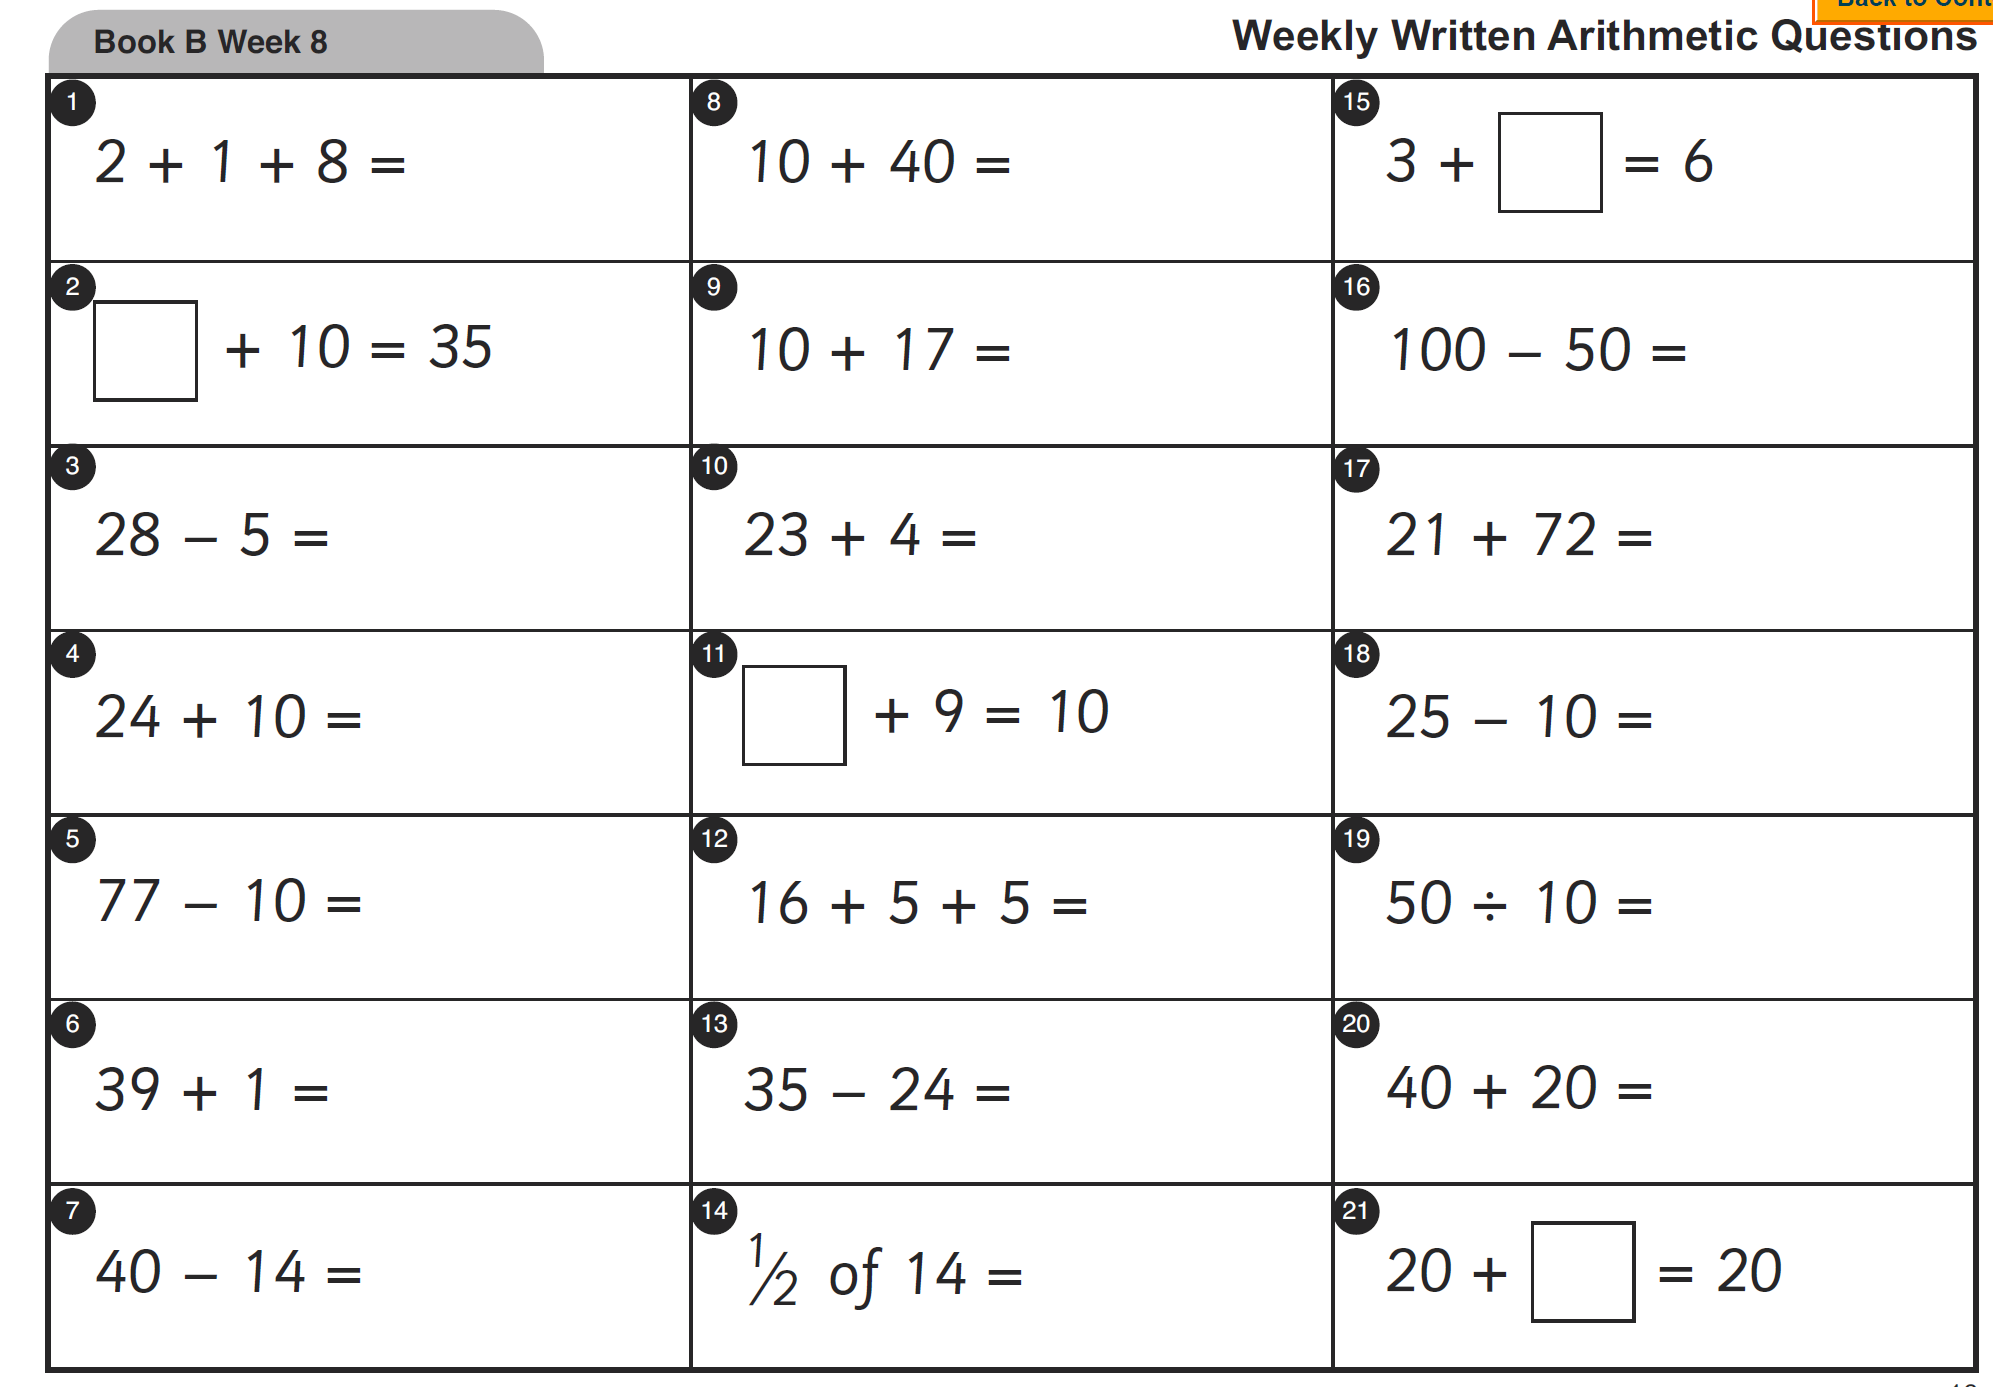 Back to Cont
Book B Week 8
Weekly Written Arithmetic Questions
1
2 + 1 + 8 =
2
+ 10 = 35
3
28 – 5 =
4
24 + 10 =
5
77 – 10 =
6
39 + 1 =
7
40 – 14 =
8
10 + 40 =
9
10 + 17 =
10
23 + 4 =
11
+ 9 = 10
12
16 + 5 + 5 =
13
35 – 24 =
14
1/2 of 14 =
15
3 + = 6
16
100 – 50 =
17
21 + 72 =
18
25 – 10 =
19
50 ÷ 10 =
20
40 + 20 =
21
20 + = 20